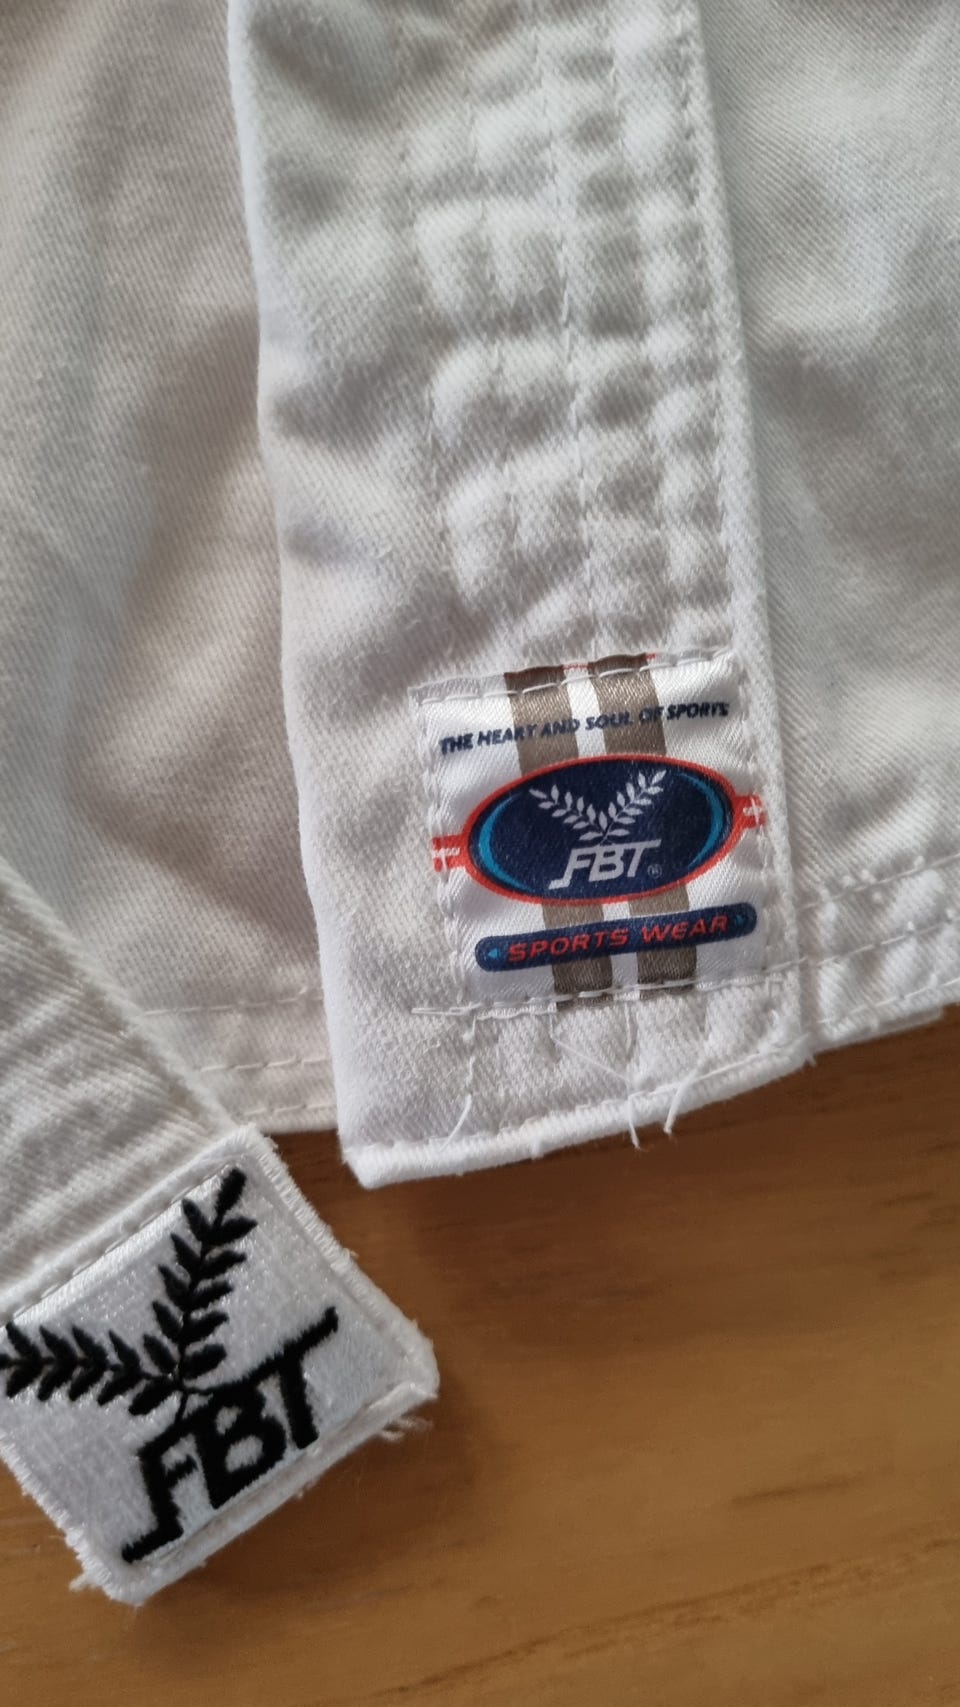 THE HEART AND SOUL OF SPORTS
FBT®
SPORTS WEAR
FBT